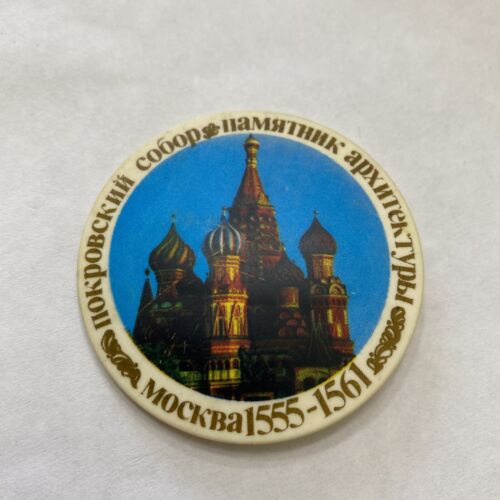 покровский собор памятник архитектуры
москва 1555-1561